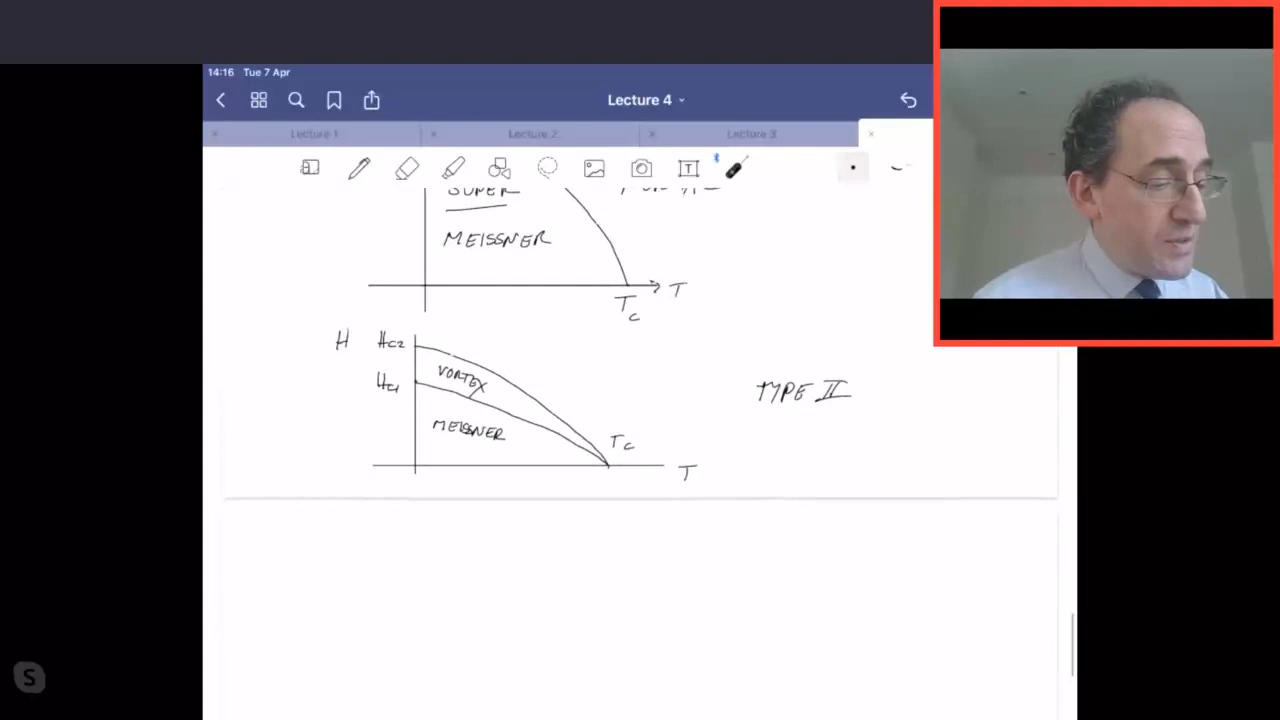 14:16 Tue 7 Apr
Lecture 4
Lecture 1 Lecture 2 Lecture 3
T
SUPER
MEISSNER
T
Tc
H Hc2
VORTEX
Hc1
TYPE II
MEISSNER
Tc
T
S